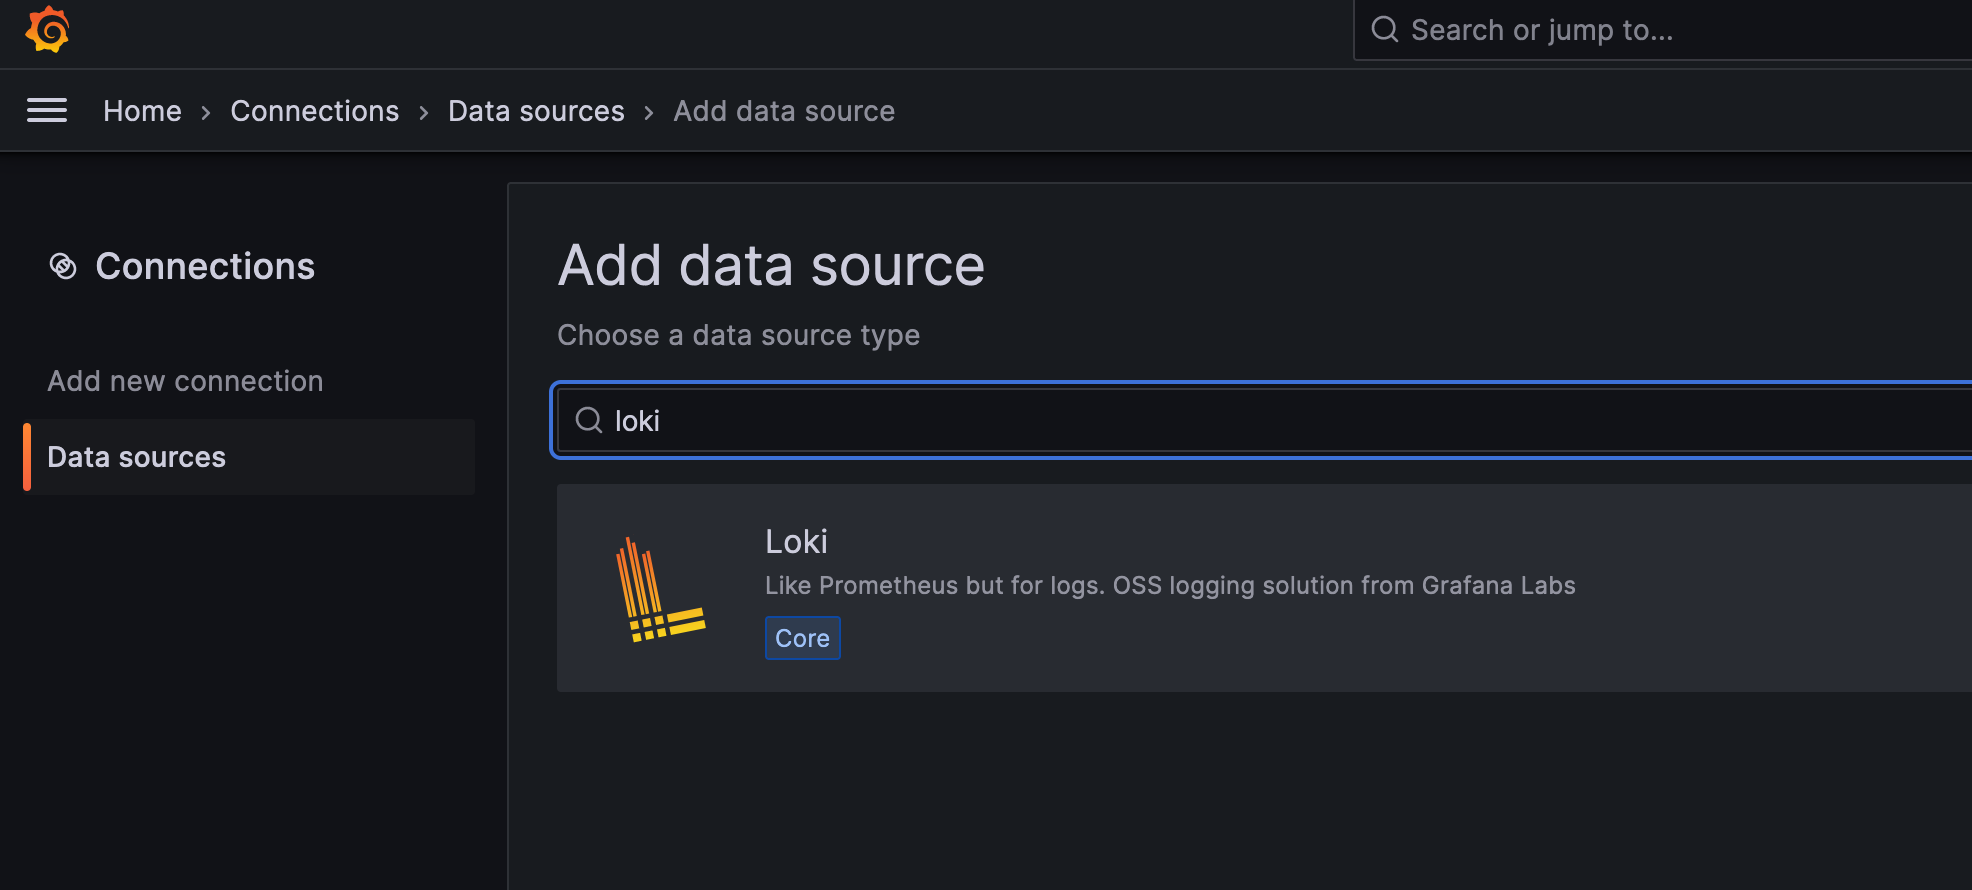 Search or jump to...
Home › Connections › Data sources › Add data source
Connections
Add new connection
Data sources
Add data source
Choose a data source type
loki
Loki
Like Prometheus but for logs. OSS logging solution from Grafana Labs
Core